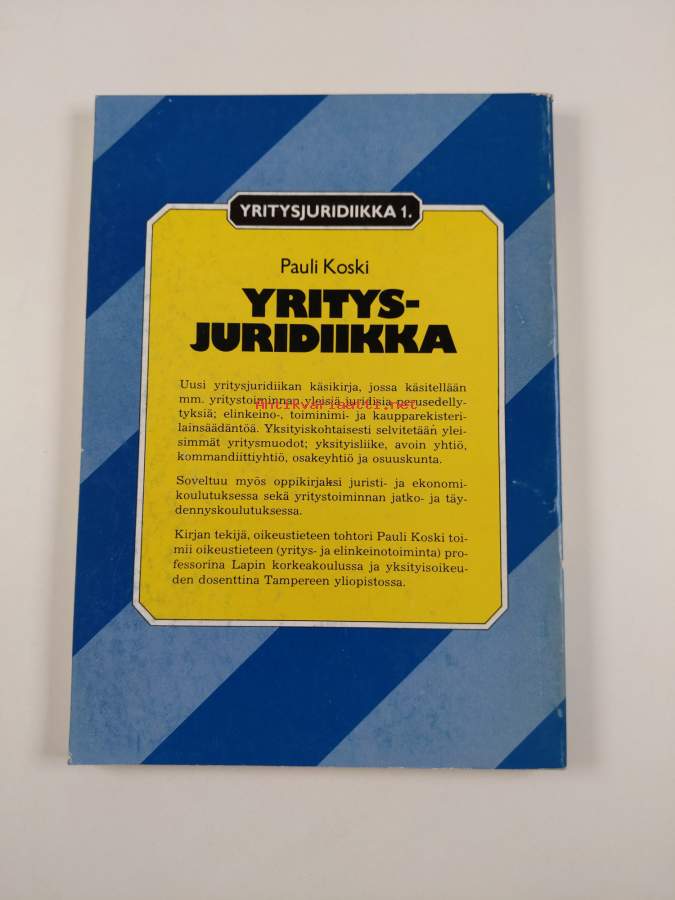 YRITYSJURIDIIKKA 1.
Pauli Koski
YRITYS-
JURIDIIKKA
Uusi yritysjuridiikan käsikirja, jossa käsitellään
mm. yritystoiminnan yleisiä juridisia perusedelly-
Antikvariaatti.net
tyksiä; elinkeino-, toiminimi- ja kaupparekisteri-
lainsäädäntöä. Yksityiskohtaisesti selvitetään ylei-
simmät yritysmuodot; yksityisliike, avoin yhtiö,
kommandiittiyhtiö, osakeyhtiö ja osuuskunta.
Soveltuu myös oppikirjaksi juristi- ja ekonomi-
koulutuksessa sekä yritystoiminnan jatko- ja täy-
dennyskoulutuksessa.
Kirjan tekijä, oikeustieteen tohtori Pauli Koski toi-
mii oikeustieteen (yritys- ja elinkeinotoiminta) pro-
fessorina Lapin korkeakoulussa ja yksityisoikeu-
den dosenttina Tampereen yliopistossa.